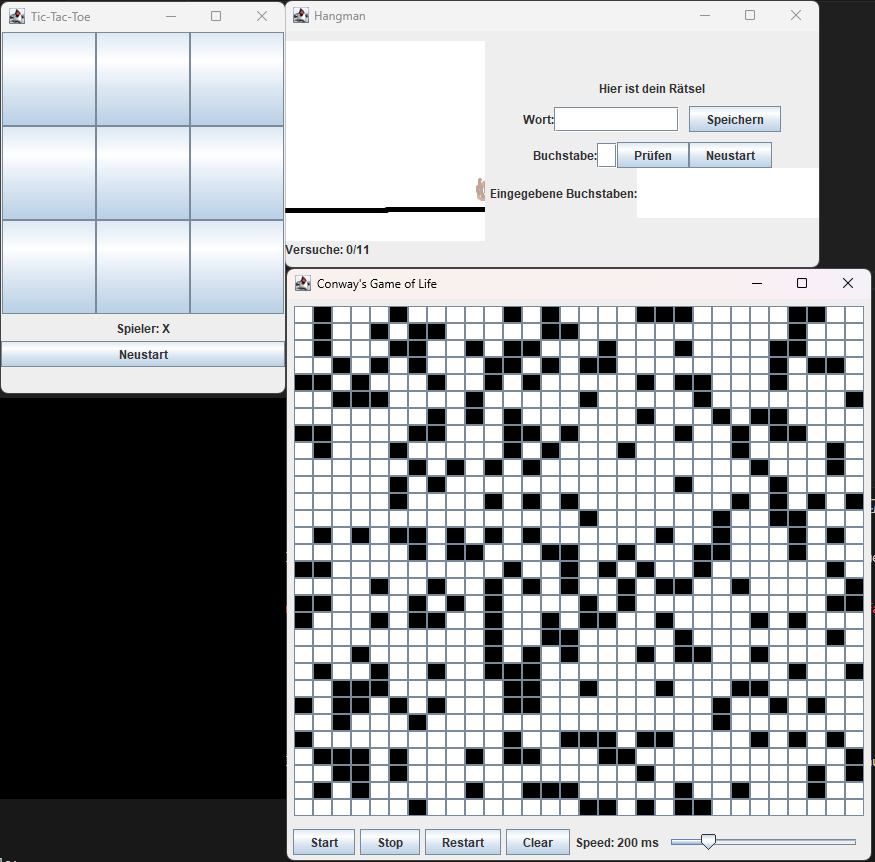 Tic-Tac-Toe
Spieler: X
Neustart
Hangman
Hier ist dein Rätsel
Wort:
Speichern
Buchstabe:
Prüfen
Neustart
Eingegebene Buchstaben:
Versuche: 0/11
Conway's Game of Life
Start
Stop
Restart
Clear
Speed: 200 ms